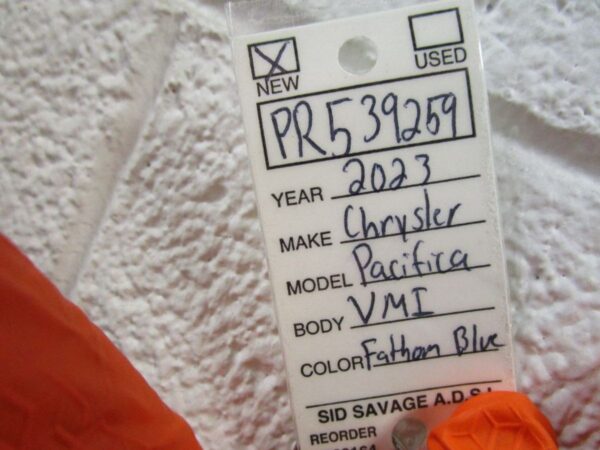 NEW USED
PR539259
YEAR 2023
MAKE Chrysler
MODEL Pacifica
BODY VMI
COLOR Fathom Blue
SID SAVAGE A.D.S.I.
REORDER